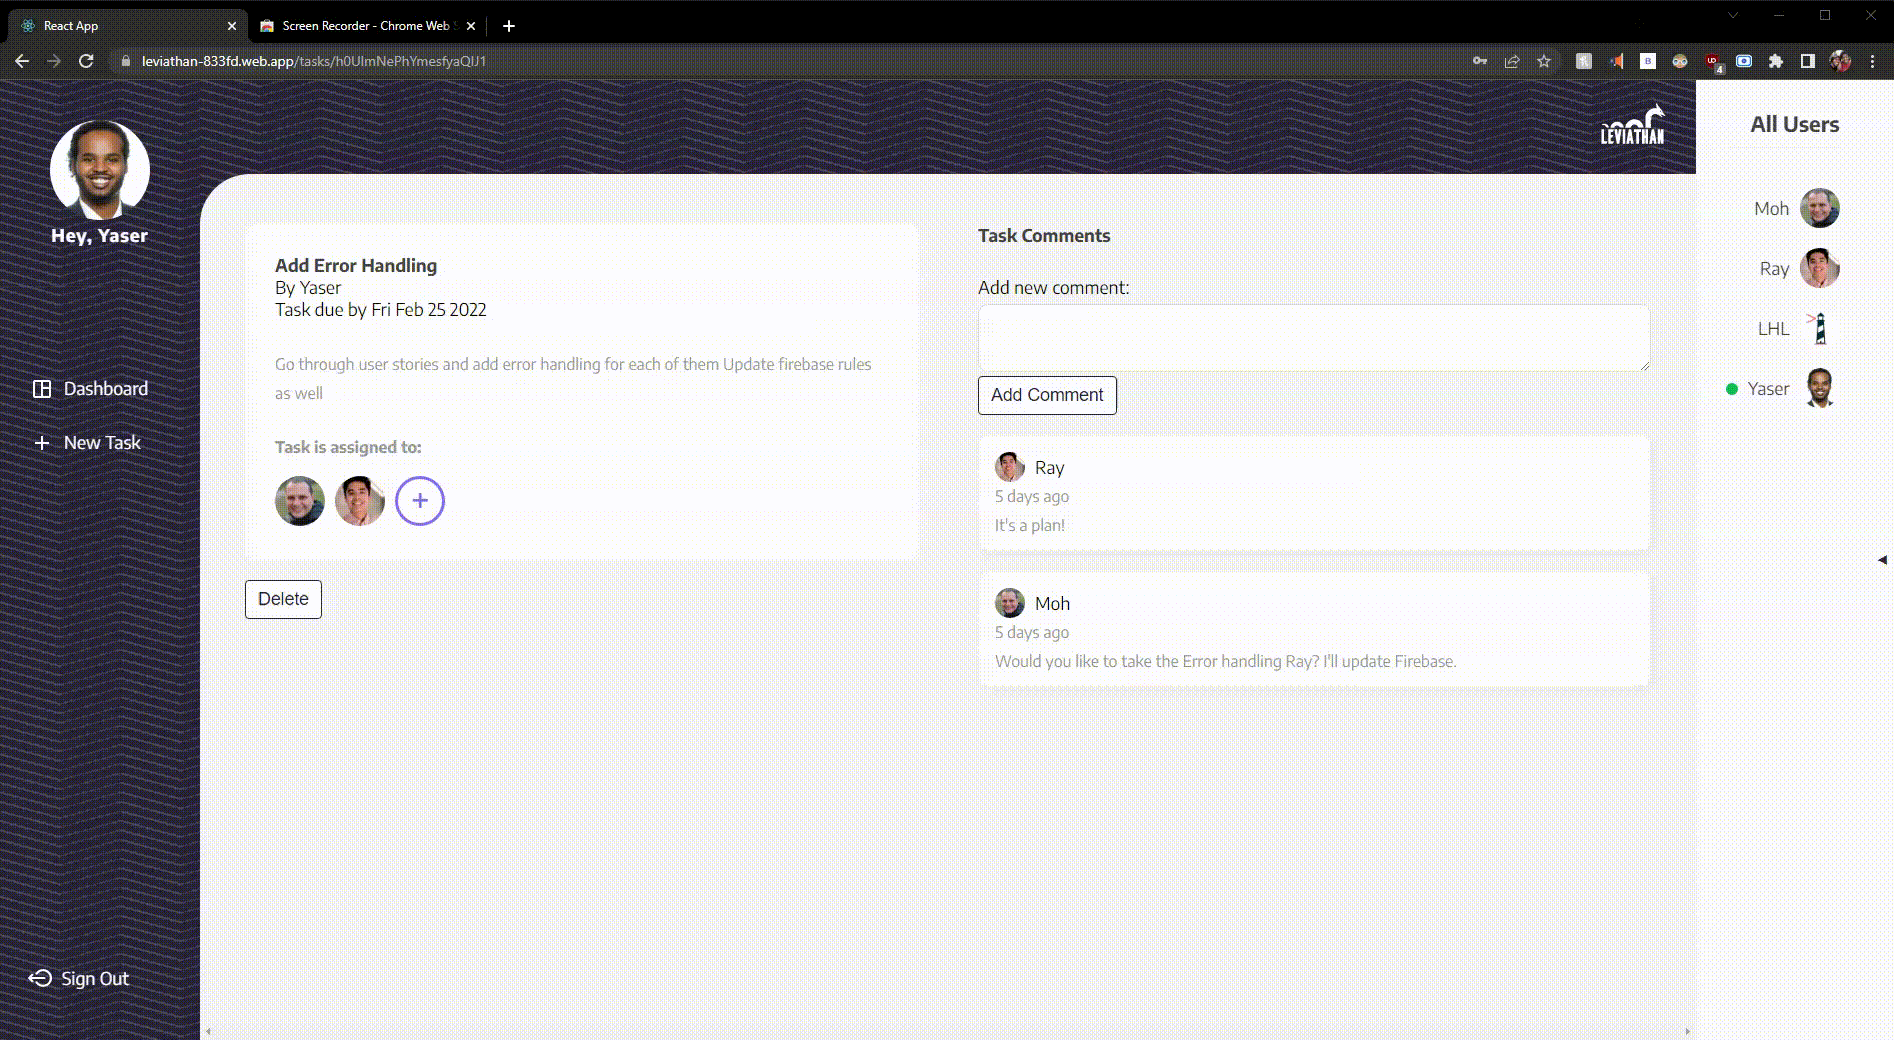 React App
Screen Recorder - Chrome Web
leviathan-833fd.web.app/tasks/h0UlmNePhYmesfyaQlJ1
4
Hey, Yaser
Dashboard
New Task
Sign Out
LEVIATHAN
Add Error Handling
By Yaser
Task due by Fri Feb 25 2022
Go through user stories and add error handling for each of them Update firebase rules
as well
Task is assigned to:
Delete
Task Comments
Add new comment:
Add Comment
Ray
5 days ago
It's a plan!
Moh
5 days ago
Would you like to take the Error handling Ray? I'll update Firebase.
All Users
Moh
Ray
LHL
Yaser